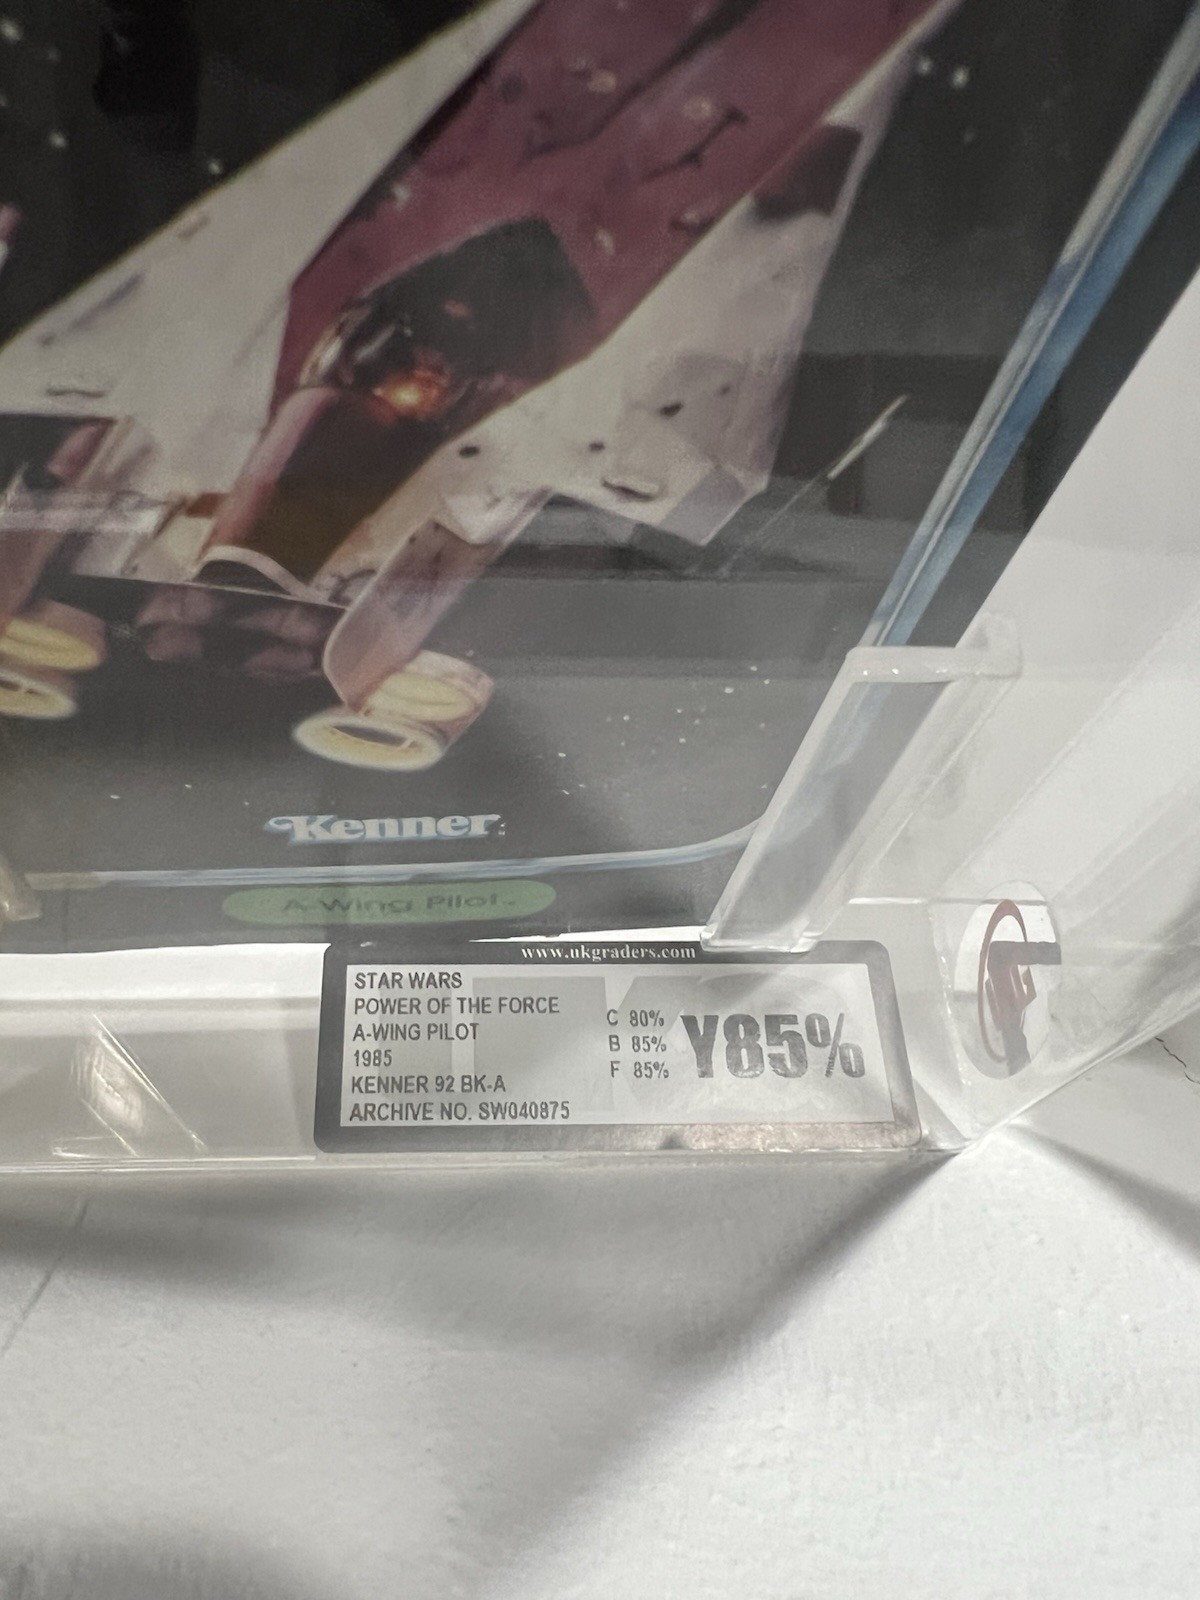 Kenner
A-Wing Pilot
www.ukgraders.com
STAR WARS
POWER OF THE FORCE
A-WING PILOT
1985
KENNER 92 BK-A
ARCHIVE NO. SW040875
C 80%
B 85%
F 85%
Y85%